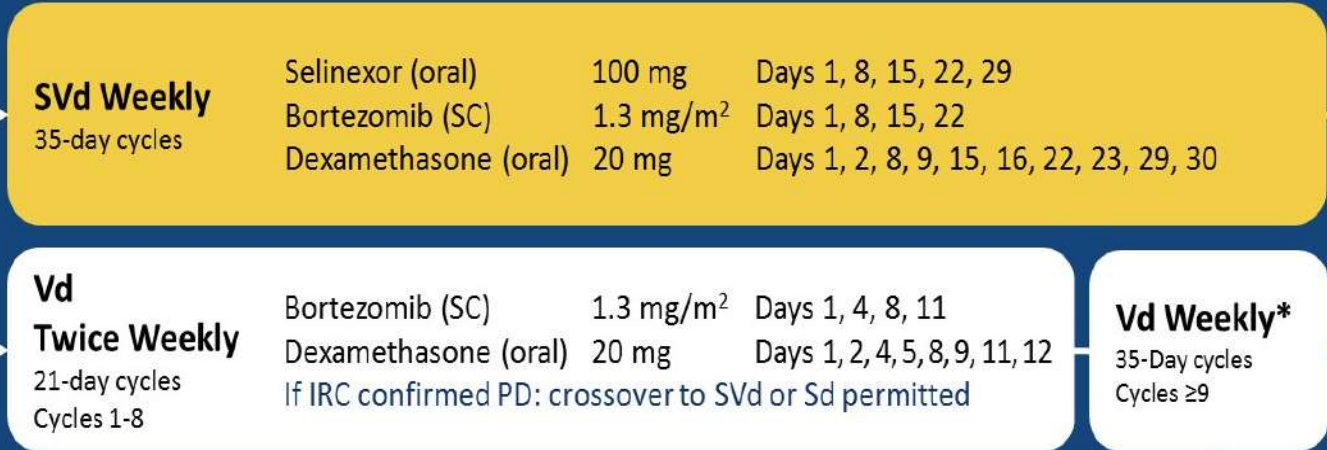 SVd Weekly
35-day cycles
Selinexor (oral) 100 mg Days 1, 8, 15, 22, 29
Bortezomib (SC) 1.3 mg/m² Days 1, 8, 15, 22
Dexamethasone (oral) 20 mg Days 1, 2, 8, 9, 15, 16, 22, 23, 29, 30
Vd
Twice Weekly
21-day cycles
Cycles 1-8
Bortezomib (SC) 1.3 mg/m² Days 1, 4, 8, 11
Dexamethasone (oral) 20 mg Days 1, 2, 4, 5, 8, 9, 11, 12
If IRC confirmed PD: crossover to SVd or Sd permitted
Vd Weekly*
35-Day cycles
Cycles ≥9